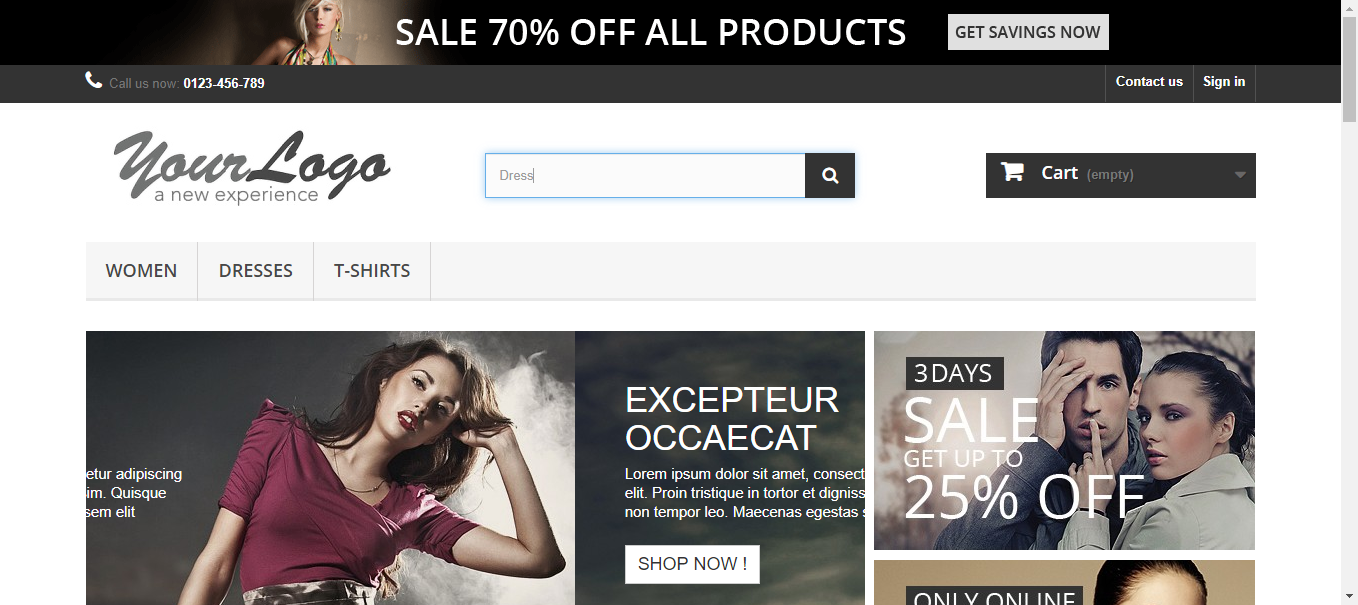 SALE 70% OFF ALL PRODUCTS
GET SAVINGS NOW
Call us now: 0123-456-789
Contact us
Sign in
YourLogo
a new experience
Dress
Cart (empty)
WOMEN
DRESSES
T-SHIRTS
etur adipiscing
im. Quisque
sem elit
EXCEPTEUR
OCCAECAT
Lorem ipsum dolor sit amet, consect
elit. Proin tristique in tortor et digniss
non tempor leo. Maecenas egestas s
SHOP NOW !
3 DAYS
SALE
GET UP TO
25% OFF
ONLY ONLINE